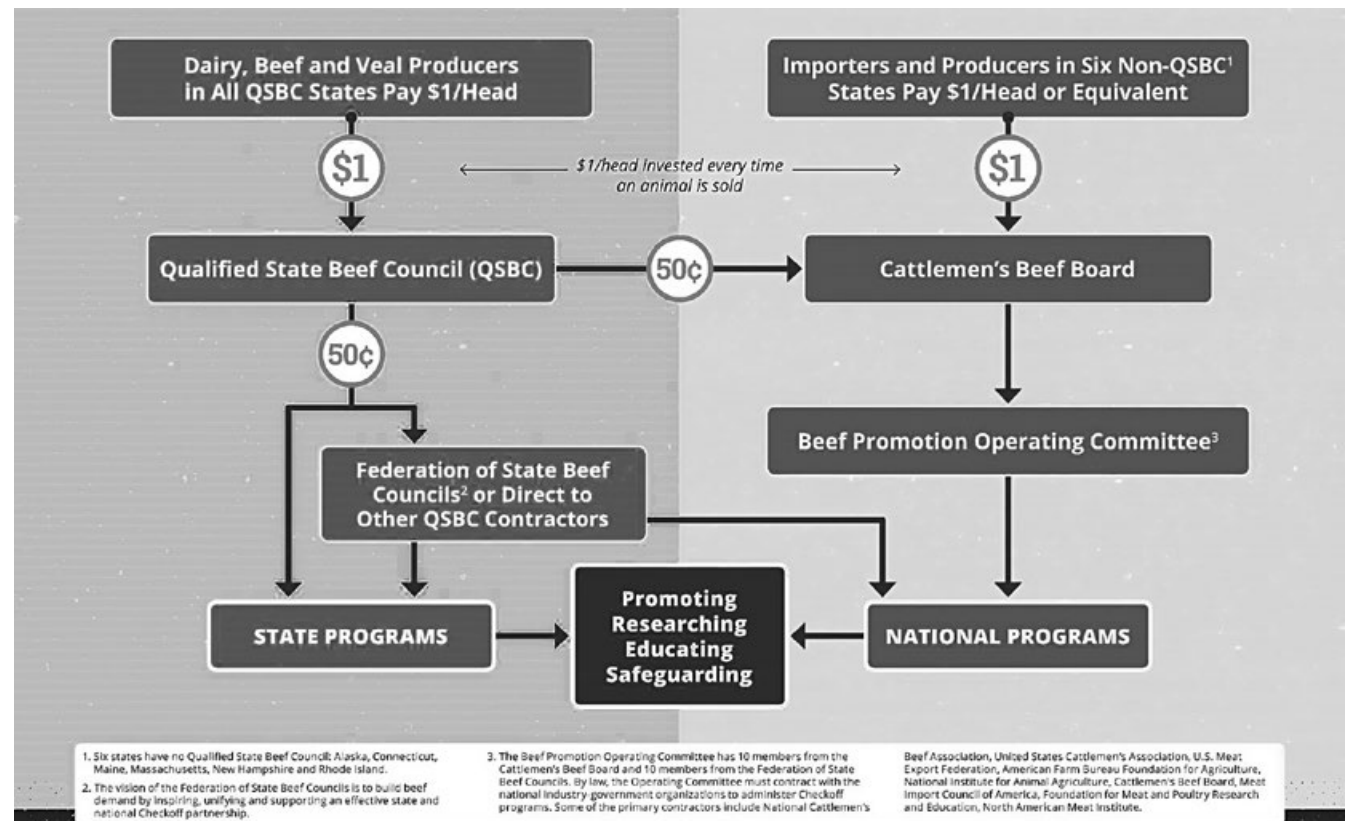 Dairy, Beef and Veal Producers
in All QSBC States Pay $1/Head
Importers and Producers in Six Non-QSBC¹
States Pay $1/Head or Equivalent
$1
$1/head invested every time
an animal is sold
$1
Qualified State Beef Council (QSBC)
50¢
Cattlemen's Beef Board
50¢
Beef Promotion Operating Committee³
Federation of State Beef
Councils² or Direct to
Other QSBC Contractors
STATE PROGRAMS
Promoting
Researching
Educating
Safeguarding
NATIONAL PROGRAMS
1. Six states have no Qualified State Beef Council: Alaska, Connecticut,
Maine, Massachusetts, New Hampshire and Rhode Island.
2. The vision of the Federation of State Beef Councils is to build beef
demand by inspiring, unifying and supporting an effective state and
national Checkoff partnership.
3. The Beef Promotion Operating Committee has 10 members from the
Cattlemen's Beef Board and 10 members from the Federation of State
Beef Councils. By law, the Operating Committee must contract with the
national industry-government organizations to administer Checkoff
programs. Some of the primary contractors include National Cattlemen's
Beef Association, United States Cattlemen's Association, U.S. Meat
Export Federation, American Farm Bureau Foundation for Agriculture,
National Institute for Animal Agriculture, Cattlemen's Beef Board, Meat
Import Council of America, Foundation for Meat and Poultry Research
and Education, North American Meat Institute.